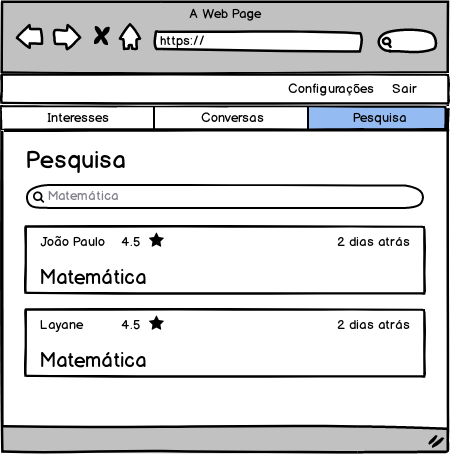 A Web Page
https://
Configurações Sair
Interesses Conversas Pesquisa
Pesquisa
Matemática
João Paulo 4.5 2 dias atrás
Matemática
Layane 4.5 2 dias atrás
Matemática